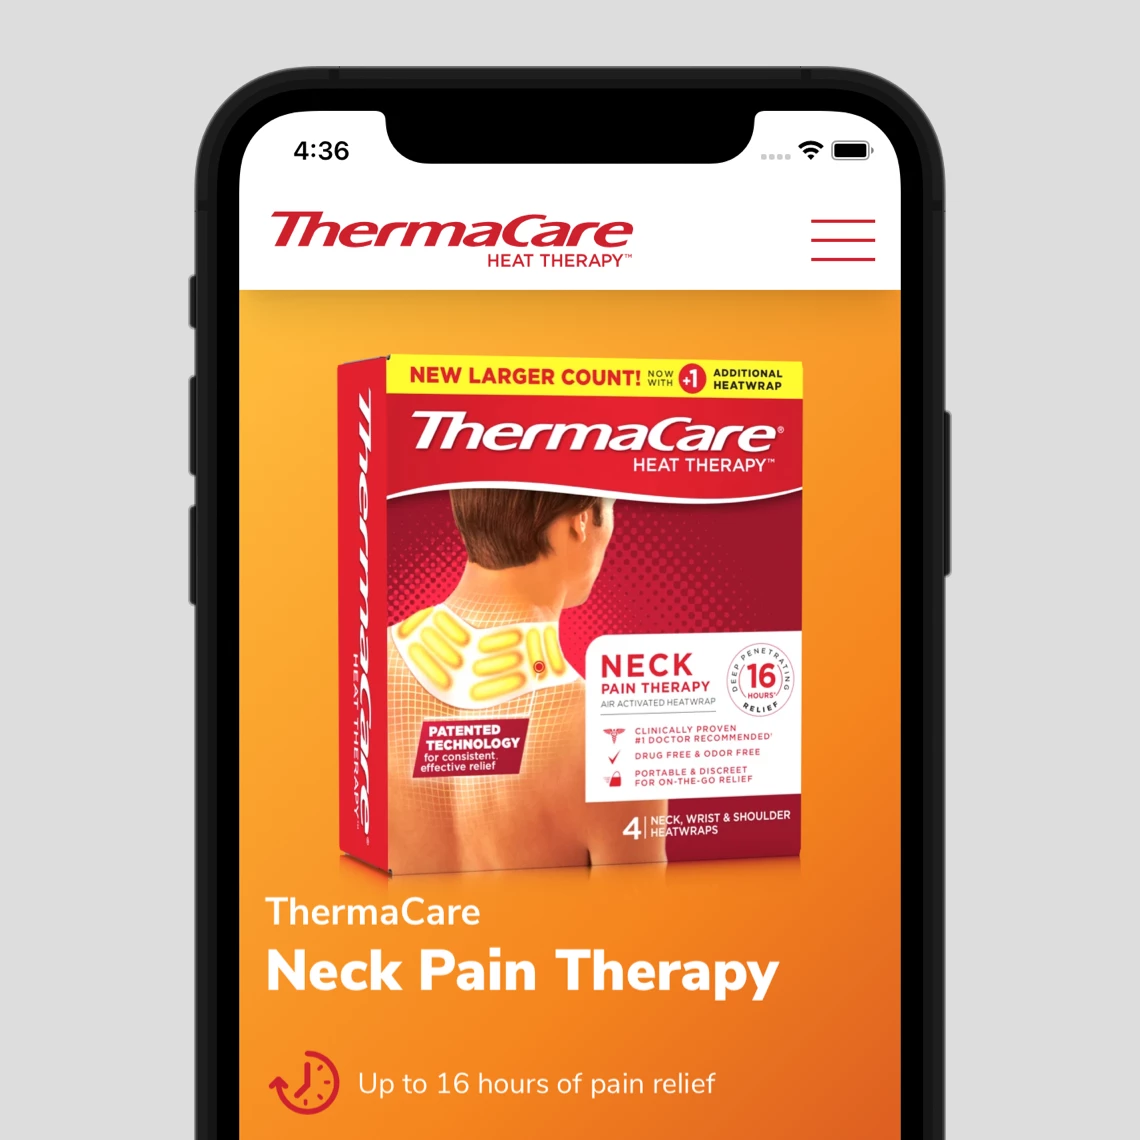 4:36
ThermaCare
HEAT THERAPY™
NEW LARGER COUNT! NOW WITH +1 ADDITIONAL HEATWRAP
ThermaCare®
HEAT THERAPY™
ThermaCare
HEAT THERAPY™
NECK
PAIN THERAPY
AIR ACTIVATED HEATWRAP
DEEP PENETRATING
16
HOURS*
RELIEF
CLINICALLY PROVEN
#1 DOCTOR RECOMMENDED†
DRUG FREE & ODOR FREE
PORTABLE & DISCREET
FOR ON-THE-GO RELIEF
PATENTED
TECHNOLOGY
for consistent,
effective relief
4 NECK, WRIST & SHOULDER
HEATWRAPS
ThermaCare
Neck Pain Therapy
Up to 16 hours of pain relief